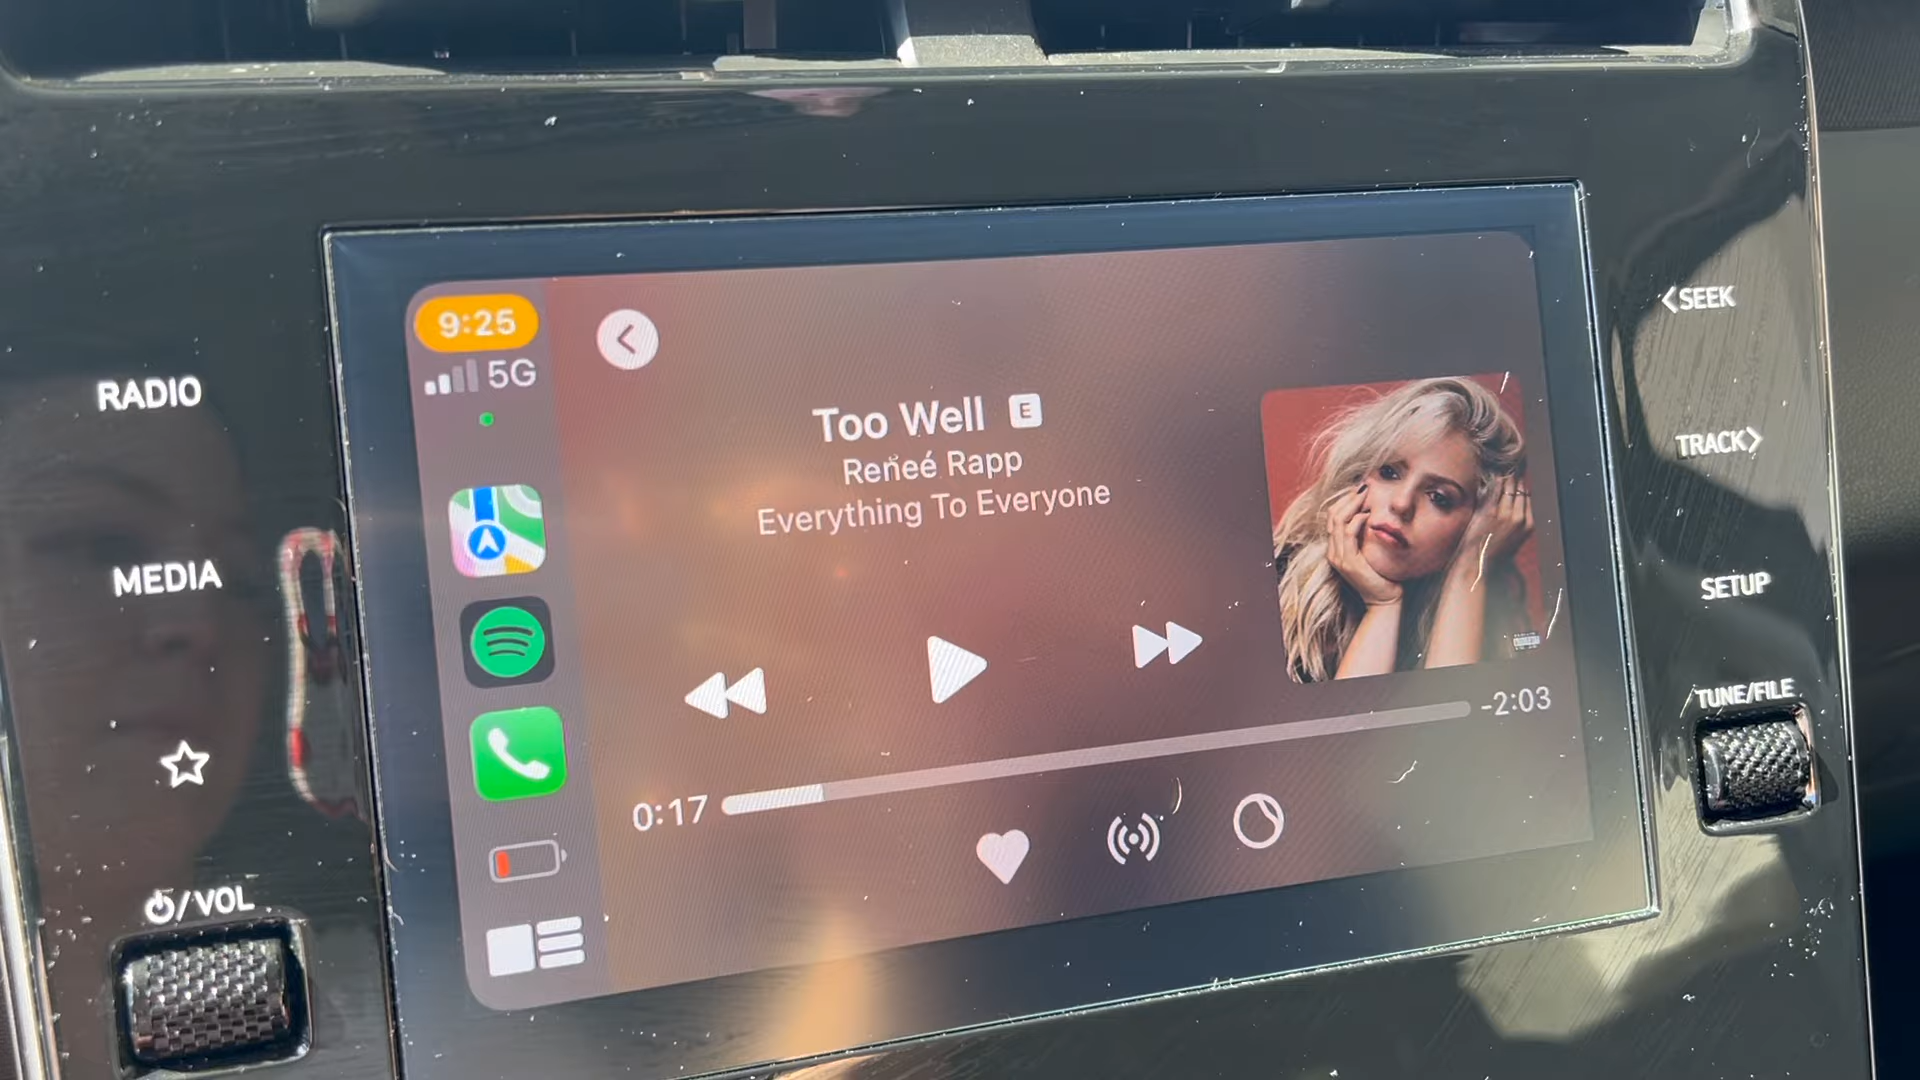 9:25
5G
Too Well E
Reneé Rapp
Everything To Everyone
0:17
-2:03
RADIO
MEDIA
/VOL
<SEEK
TRACK>
SETUP
TUNE/FILE